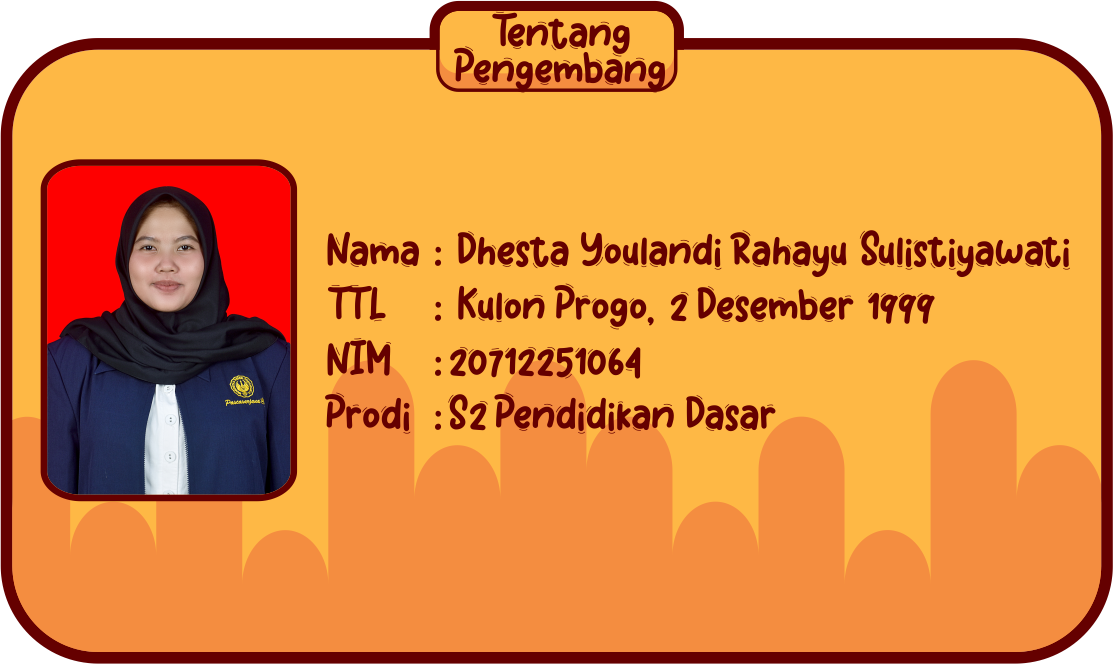 Tentang
Pengembang
Nama : Dhesta Youlandi Rahayu Sulistiyawati
TTL : Kulon Progo, 2 Desember 1999
NIM : 20712251064
Prodi : S2 Pendidikan Dasar